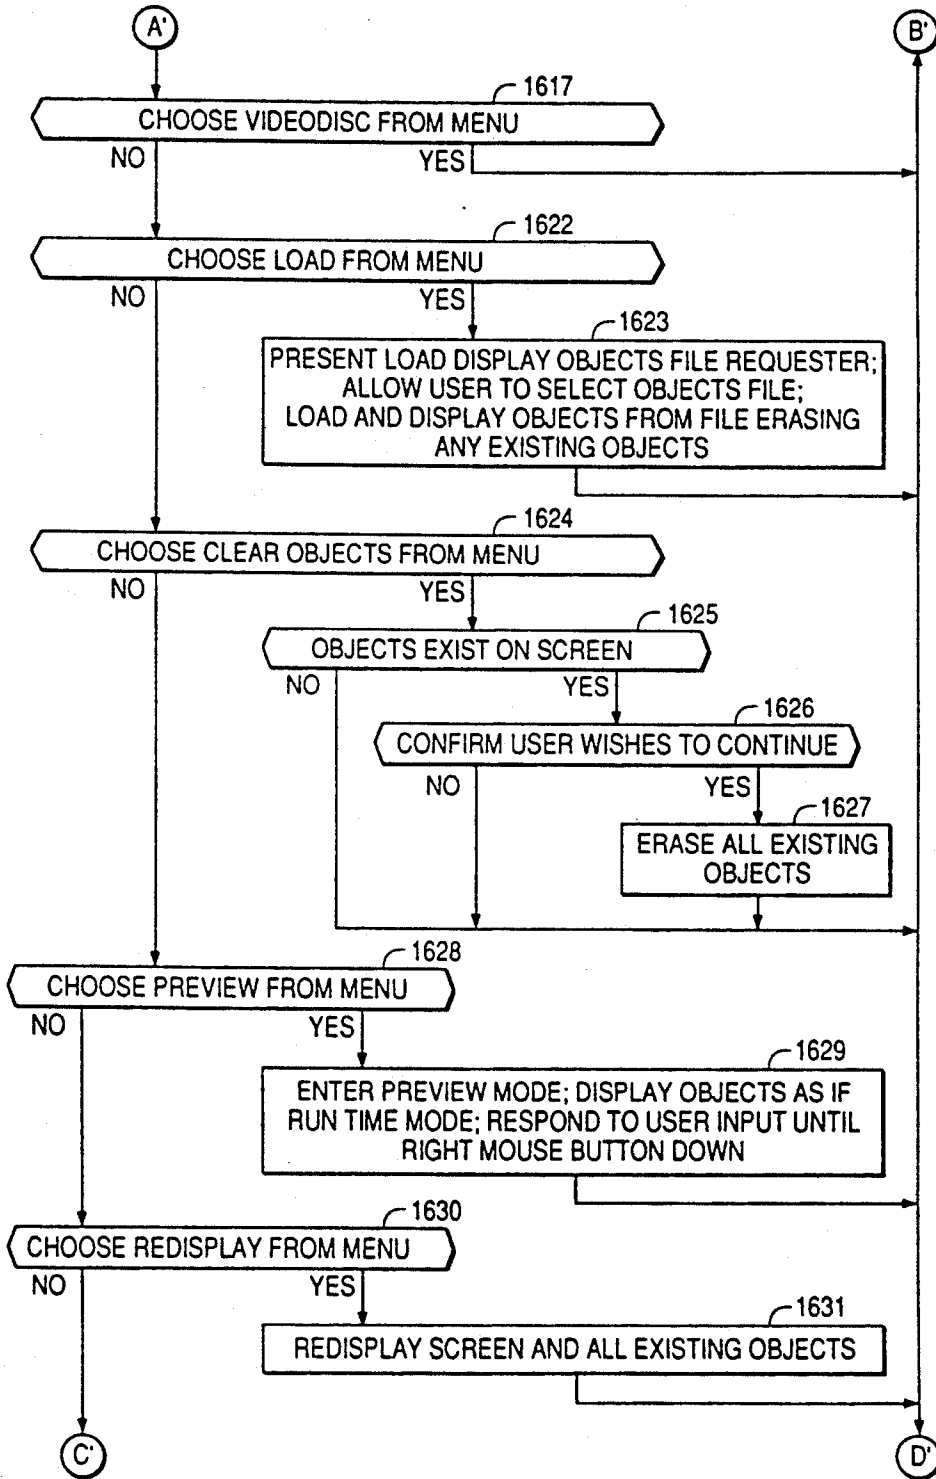 A'
B'
1617
CHOOSE VIDEODISC FROM MENU
NO
YES
1622
CHOOSE LOAD FROM MENU
NO
YES
1623
PRESENT LOAD DISPLAY OBJECTS FILE REQUESTER;
ALLOW USER TO SELECT OBJECTS FILE;
LOAD AND DISPLAY OBJECTS FROM FILE ERASING
ANY EXISTING OBJECTS
1624
CHOOSE CLEAR OBJECTS FROM MENU
NO
YES
1625
OBJECTS EXIST ON SCREEN
NO
YES
1626
CONFIRM USER WISHES TO CONTINUE
NO
YES
1627
ERASE ALL EXISTING
OBJECTS
1628
CHOOSE PREVIEW FROM MENU
NO
YES
1629
ENTER PREVIEW MODE; DISPLAY OBJECTS AS IF
RUN TIME MODE; RESPOND TO USER INPUT UNTIL
RIGHT MOUSE BUTTON DOWN
1630
CHOOSE REDISPLAY FROM MENU
NO
YES
1631
REDISPLAY SCREEN AND ALL EXISTING OBJECTS
C'
D'